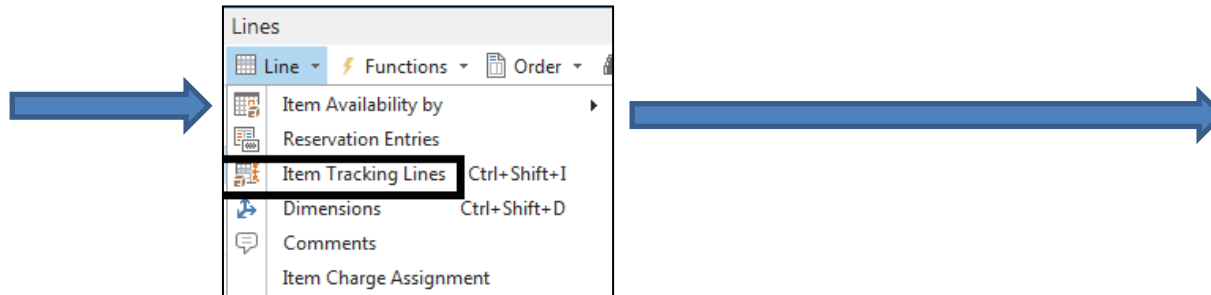 Lines
Line Functions Order
Item Availability by
Reservation Entries
Item Tracking Lines Ctrl+Shift+I
Dimensions Ctrl+Shift+D
Comments
Item Charge Assignment